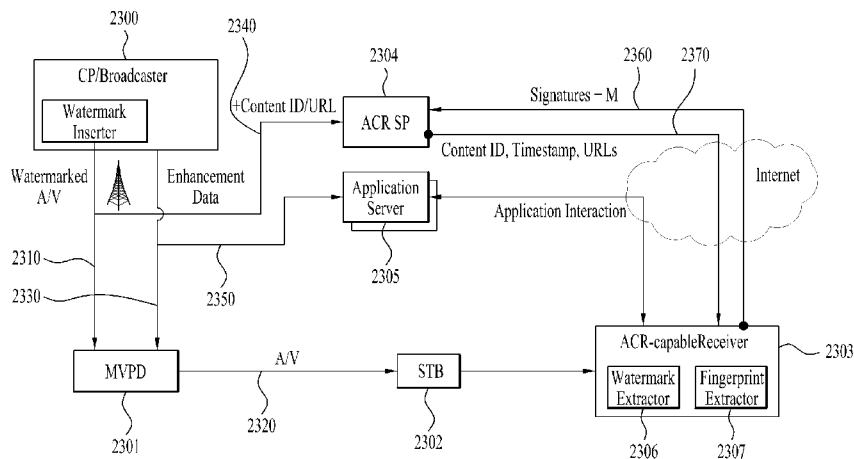 2300
2340
CP/Broadcaster
Watermark
Inserter
2304
2360
2370
+Content ID/URL
ACR SP
Signatures – M
Content ID, Timestamp, URLs
Watermarked
A/V
Enhancement
Data
Application
Server
Internet
Application Interaction
2310
2330
2350
2305
MVPD
A/V
STB
ACR-capableReceiver
2303
Watermark
Extractor
Fingerprint
Extractor
2301
2320
2302
2306
2307